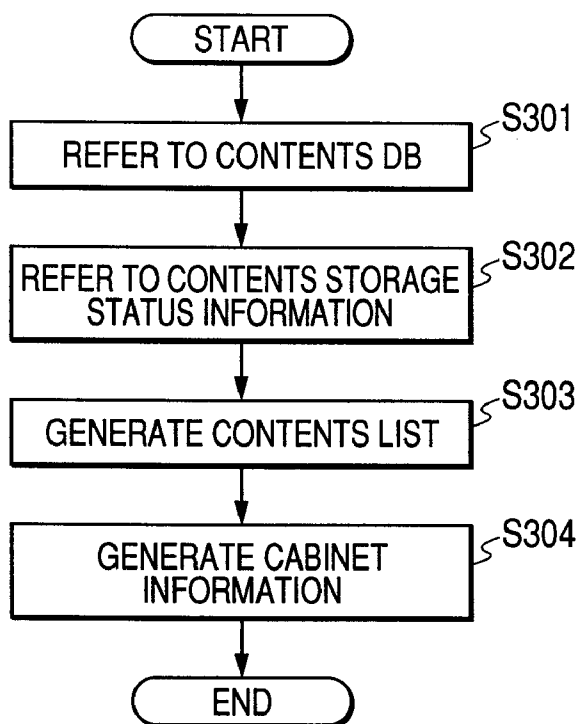 START
S301
REFER TO CONTENTS DB
S302
REFER TO CONTENTS STORAGE
STATUS INFORMATION
S303
GENERATE CONTENTS LIST
S304
GENERATE CABINET
INFORMATION
END